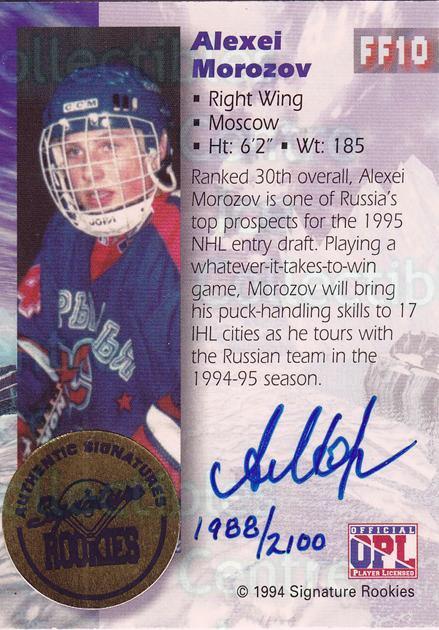 Alexei
Morozov
FF10
▪ Right Wing
▪ Moscow
▪ Ht: 6'2" ▪ Wt: 185
Ranked 30th overall, Alexei
Morozov is one of Russia's
top prospects for the 1995
NHL entry draft. Playing a
whatever-it-takes-to-win
game, Morozov will bring
his puck-handling skills to 17
IHL cities as he tours with
the Russian team in the
1994-95 season.
CCM
JOFA
AUTHENTIC SIGNATURES
Signature
ROOKIES
1988/2100
OFFICIAL
OPL
PLAYER LICENSED
© 1994 Signature Rookies